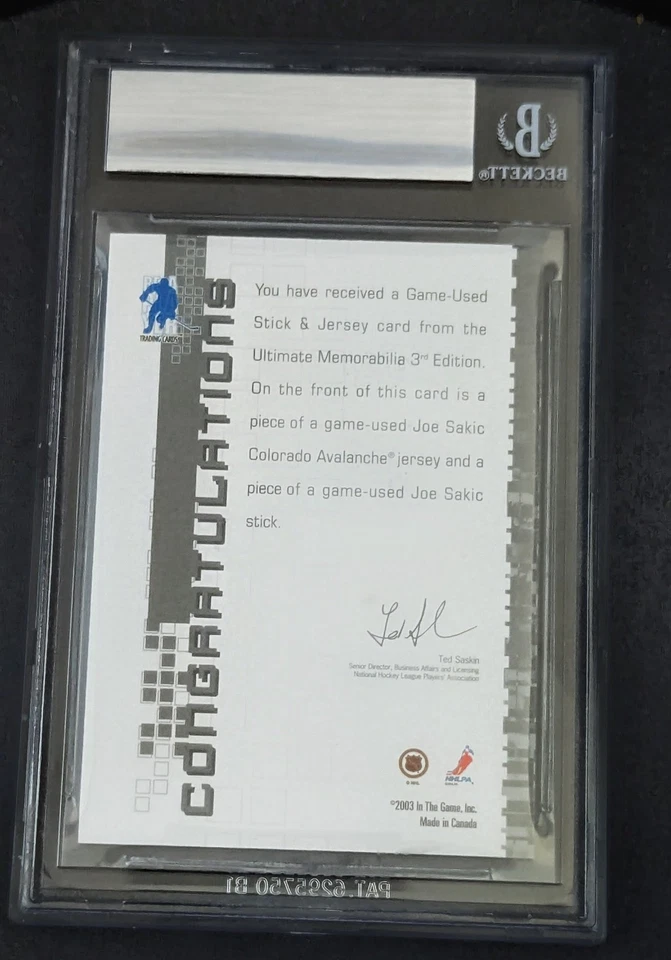 BECKETT®
TRADING CARDS
CONGRATULATIONS
You have received a Game-Used
Stick & Jersey card from the
Ultimate Memorabilia 3rd Edition.
On the front of this card is a
piece of a game-used Joe Sakic
Colorado Avalanche® jersey and a
piece of a game-used Joe Sakic
stick.
Ted Saskin
Senior Director, Business Affairs and Licensing
National Hockey League Players' Association
© NHL
NHLPA
©2003 In The Game, Inc.
Made in Canada
PAT. 6295750 B1